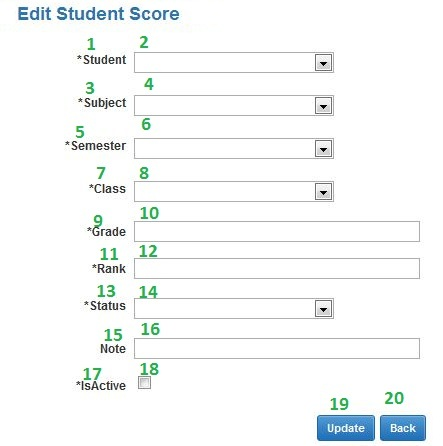 Edit Student Score
1 2
*Student
3 4
*Subject
5 6
*Semester
7 8
*Class
9 10
*Grade
11 12
*Rank
13 14
*Status
15 16
Note
17 18
*IsActive
19 20
Update Back